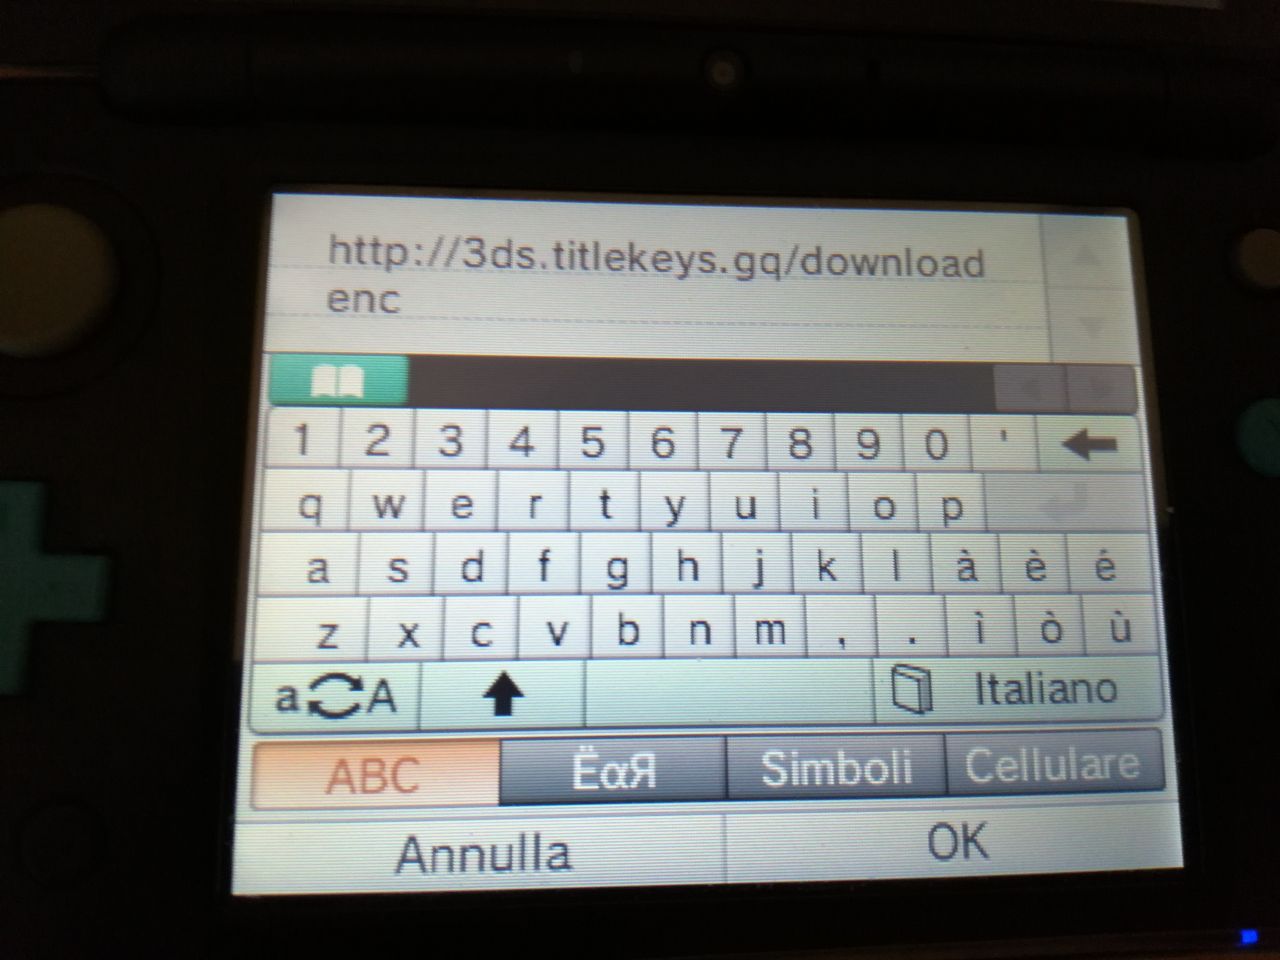 http://3ds.titlekeys.gq/download
enc
1 2 3 4 5 6 7 8 9 0 '
q w e r t y u i o p
a s d f g h j k l à è é
z x c v b n m , . ì ò ù
a A Italiano
ABC ËαЯ Simboli Cellulare
Annulla OK